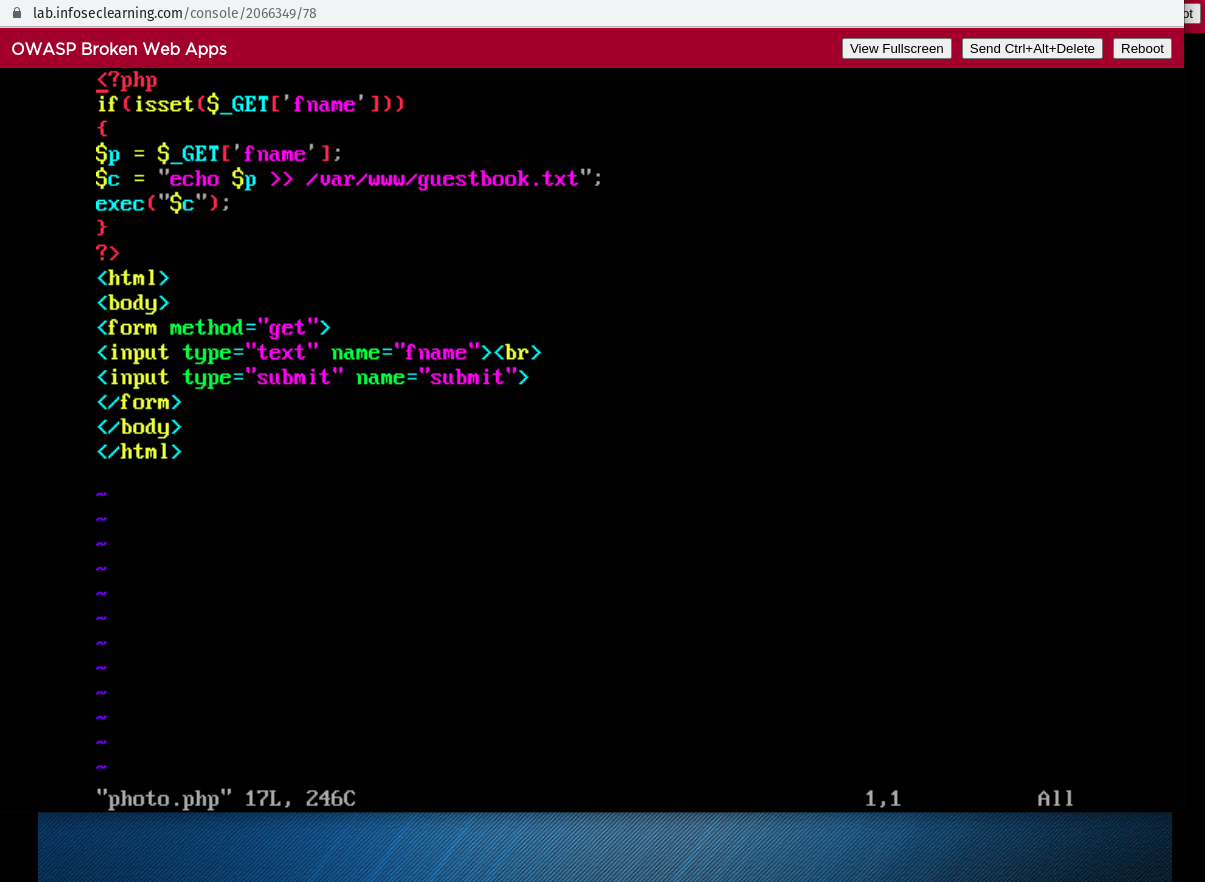 lab.infoseclearning.com/console/2066349/78
OWASP Broken Web Apps
View Fullscreen
Send Ctrl+Alt+Delete
Reboot
<?php
if(isset($_GET['fname']))
{
$p = $_GET['fname'];
$c = "echo $p >> /var/www/guestbook.txt";
exec("$c");
}
?>
<html>
<body>
<form method="get">
<input type="text" name="fname"><br>
<input type="submit" name="submit">
</form>
</body>
</html>
~
~
~
~
~
~
~
~
~
~
~
~
"photo.php" 17L, 246C 1,1 All